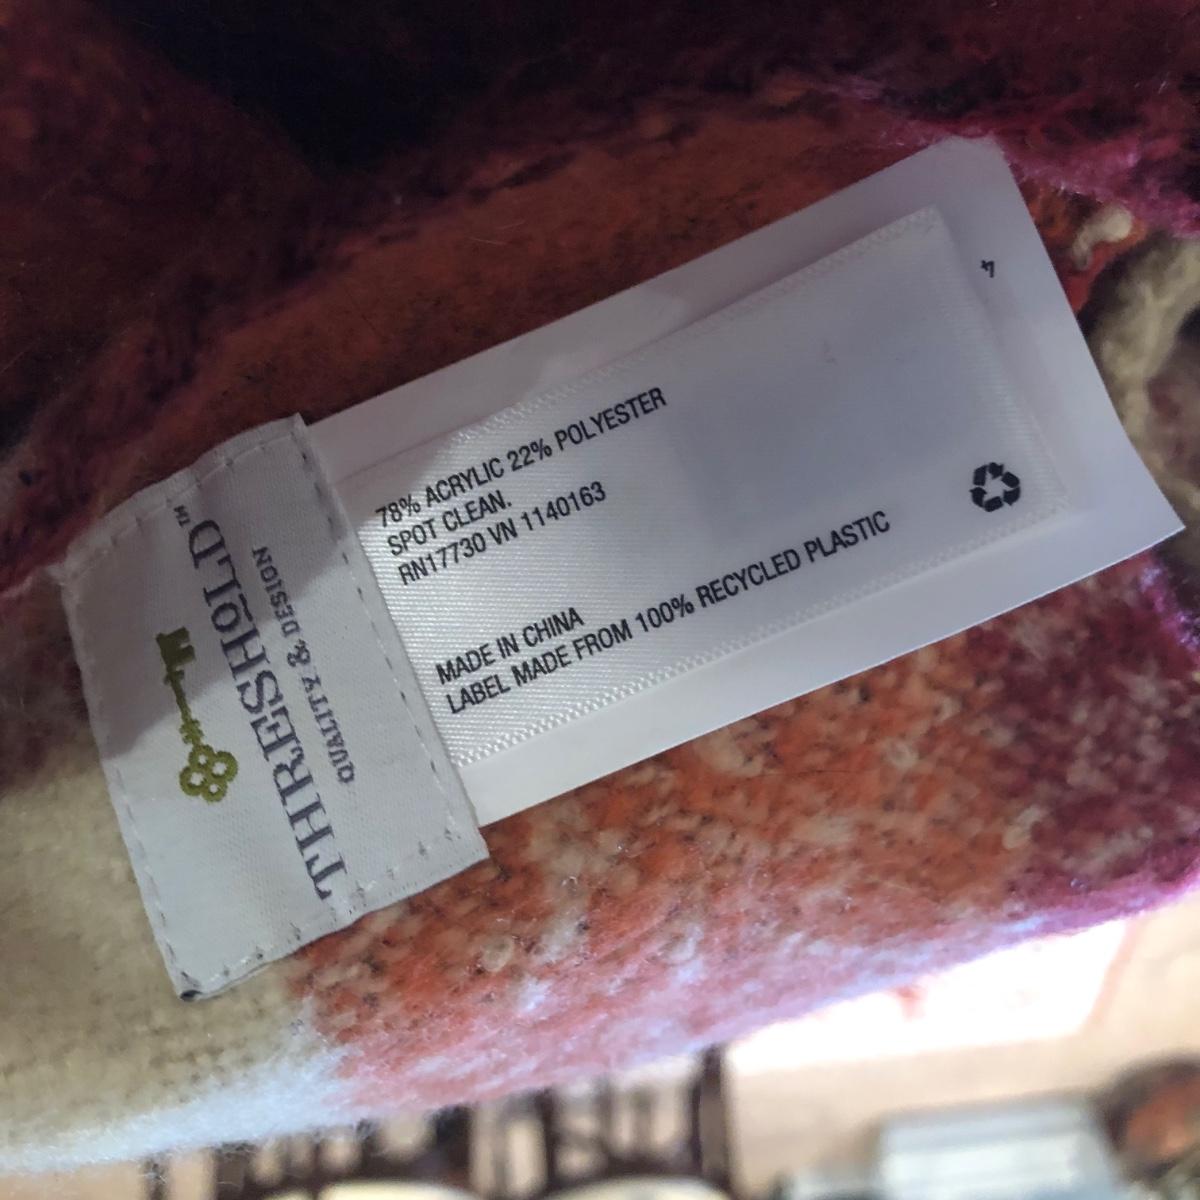 THRESHOLD™
QUALITY & DESIGN
78% ACRYLIC 22% POLYESTER
SPOT CLEAN.
RN17730 VN 1140163
MADE IN CHINA
LABEL MADE FROM 100% RECYCLED PLASTIC
4